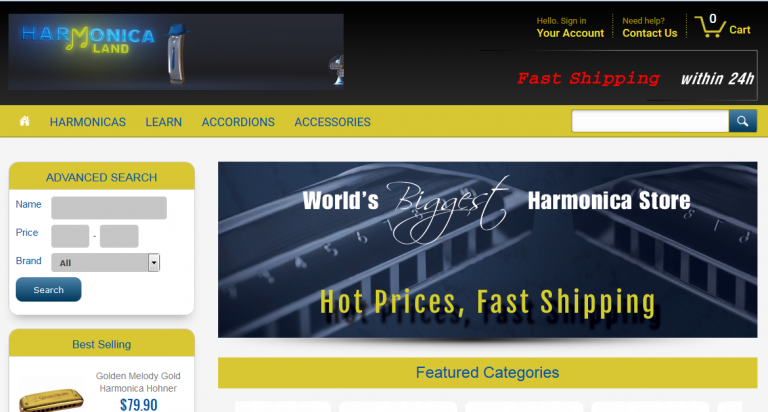 HARMONICA
LAND
Hello. Sign in
Your Account
Need help?
Contact Us
0
Cart
Fast Shipping within 24h
HARMONICAS LEARN ACCORDIONS ACCESSORIES
ADVANCED SEARCH
Name
Price
-
Brand
All
Search
World's Biggest Harmonica Store
Hot Prices, Fast Shipping
Best Selling
Golden Melody Gold
Harmonica Hohner
$79.90
Featured Categories